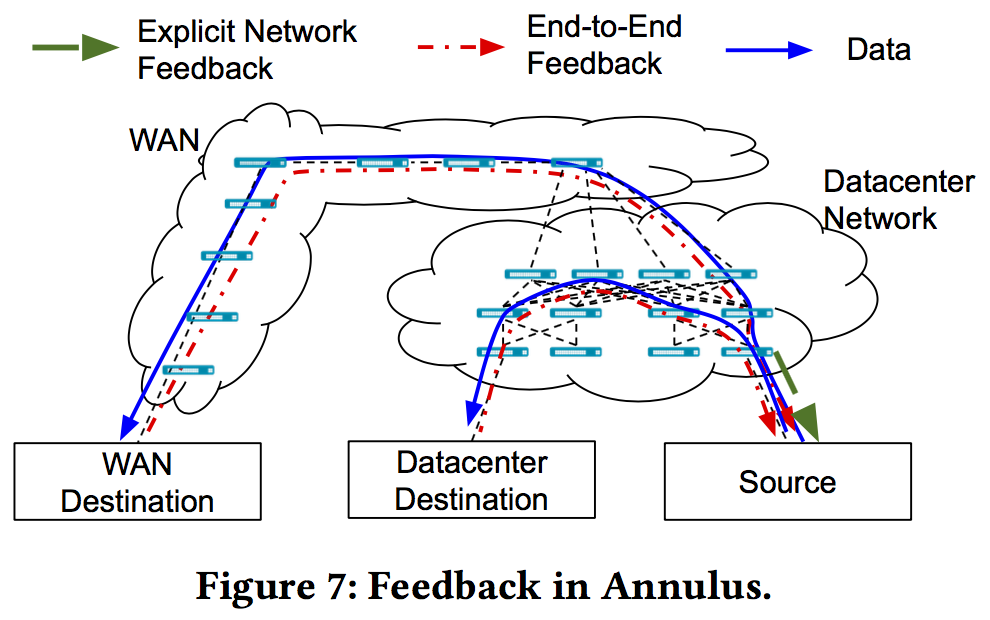 Explicit Network
Feedback
End-to-End
Feedback
Data
WAN
Datacenter
Network
WAN
Destination
Datacenter
Destination
Source
Figure 7: Feedback in Annulus.